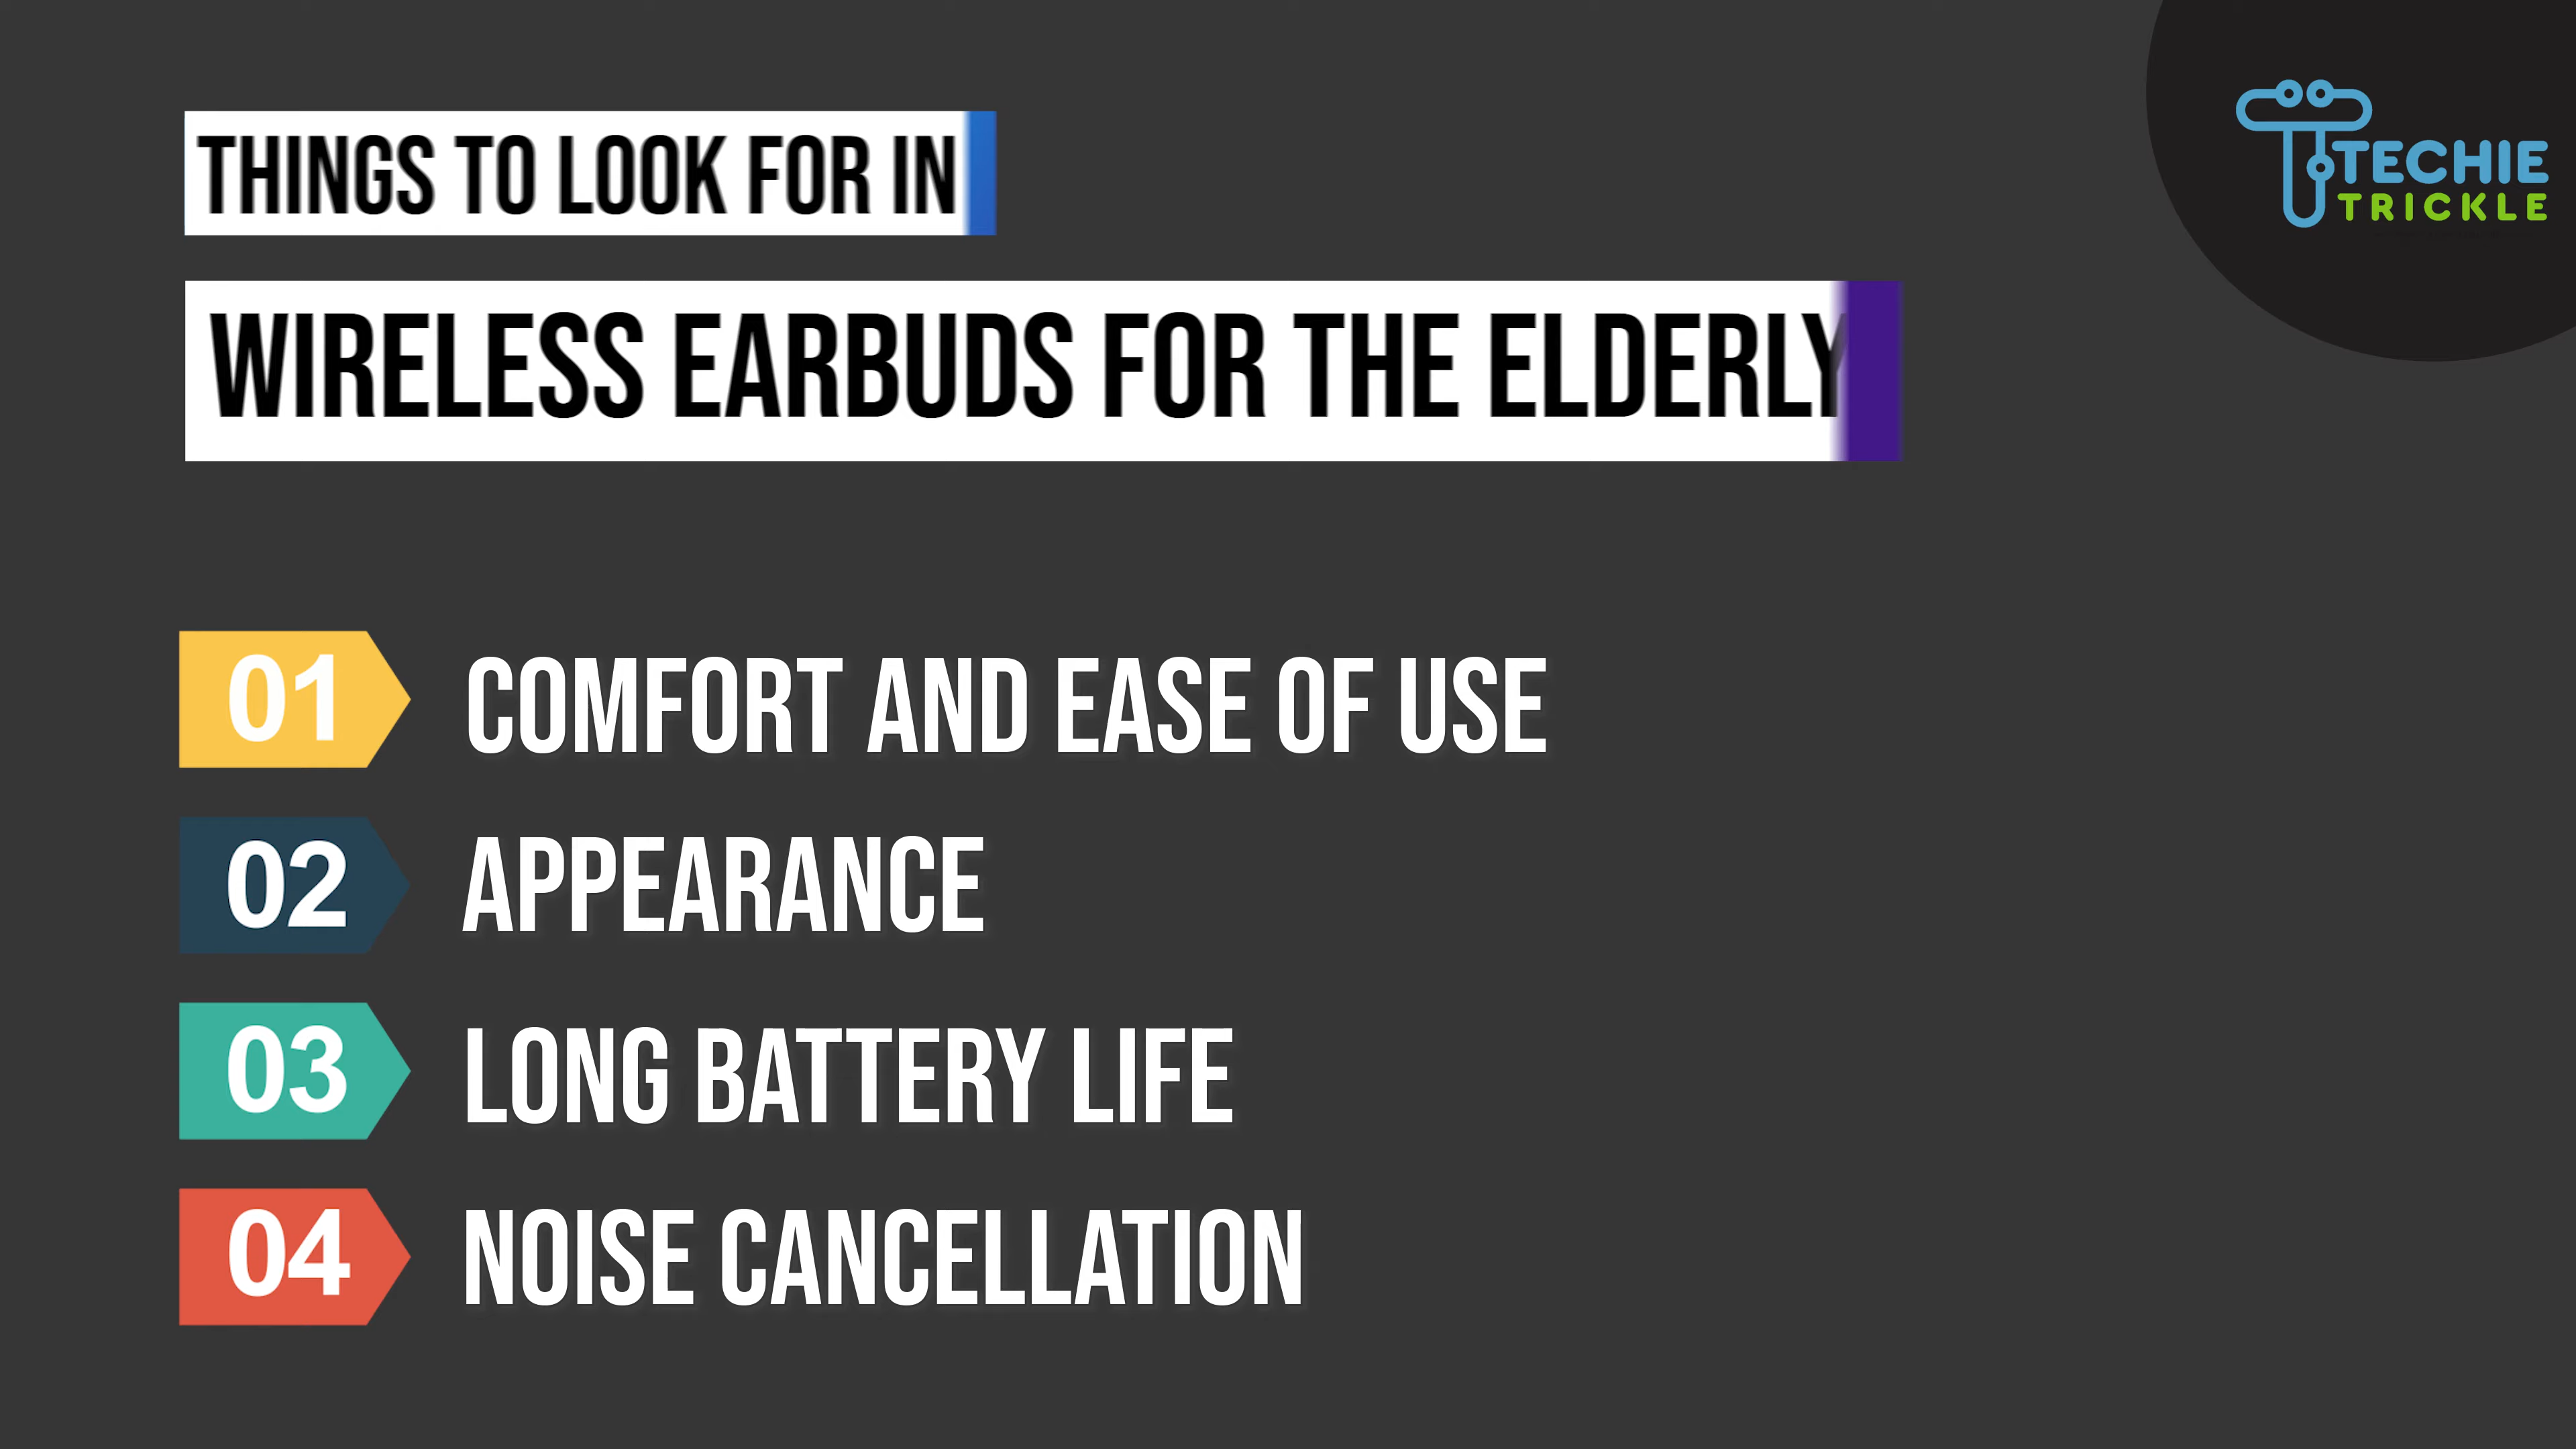 THINGS TO LOOK FOR IN
WIRELESS EARBUDS FOR THE ELDERLY
TECHIE
TRICKLE
01 COMFORT AND EASE OF USE
02 APPEARANCE
03 LONG BATTERY LIFE
04 NOISE CANCELLATION